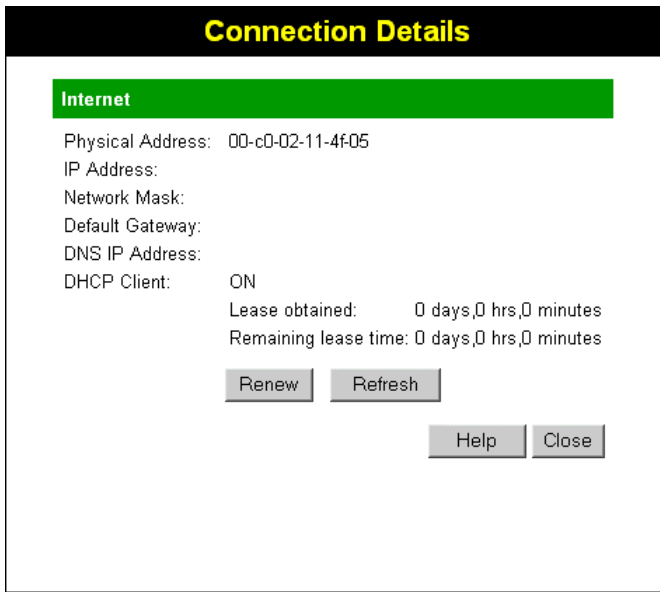 Connection Details
Internet
Physical Address: 00-c0-02-11-4f-05
IP Address:
Network Mask:
Default Gateway:
DNS IP Address:
DHCP Client: ON
Lease obtained: 0 days,0 hrs,0 minutes
Remaining lease time: 0 days,0 hrs,0 minutes
Renew Refresh
Help Close